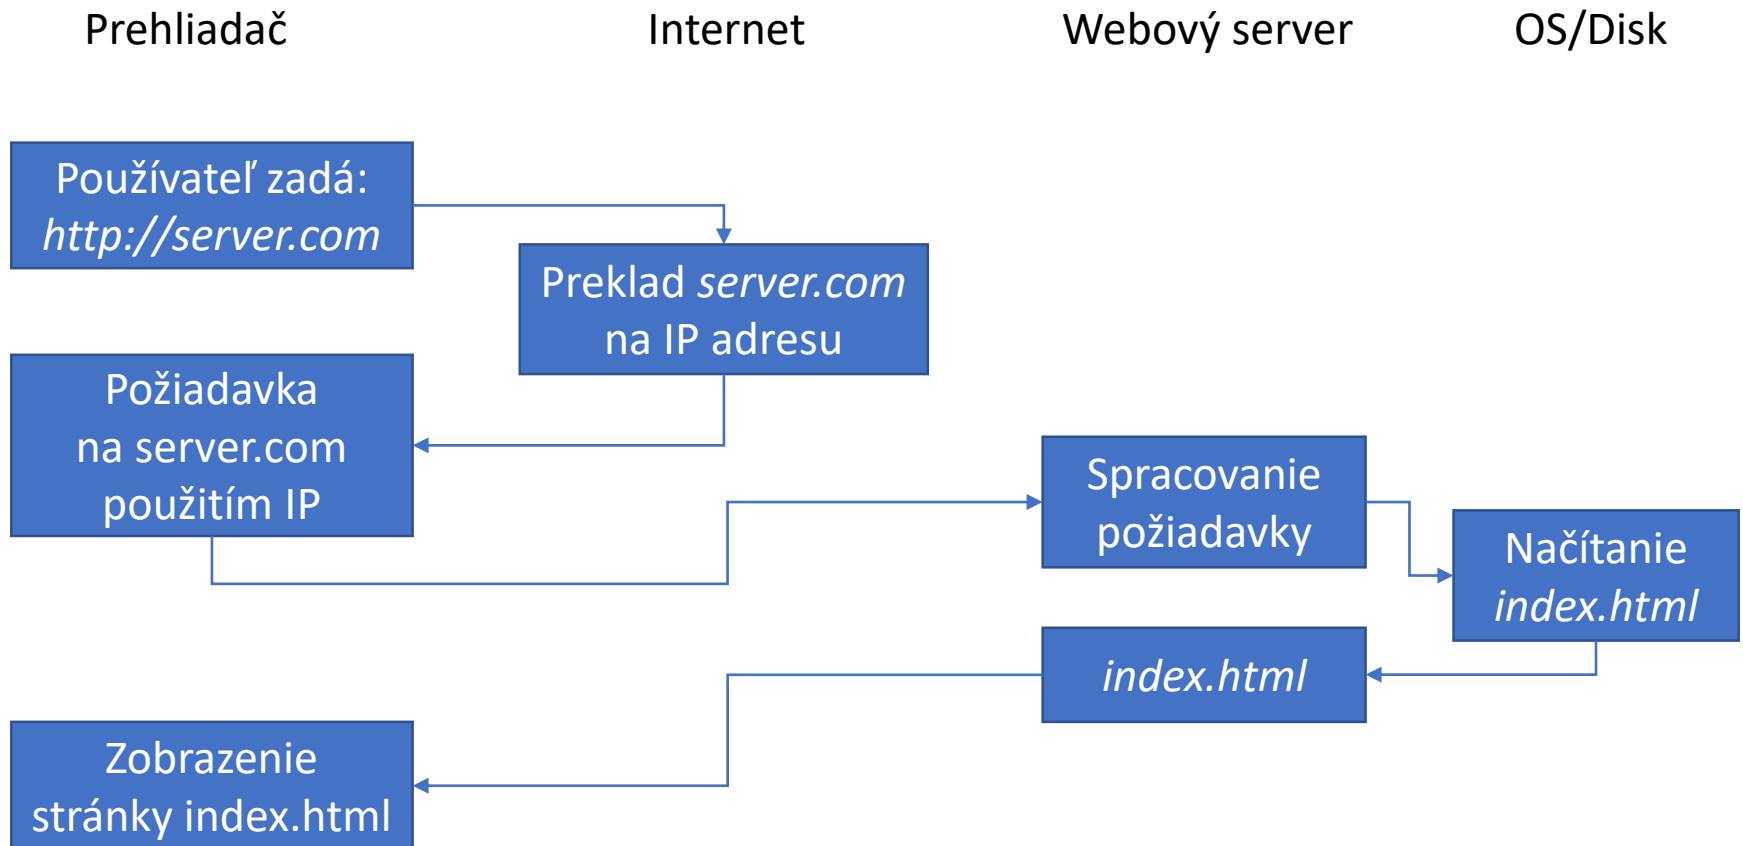 Prehliadač
Internet
Webový server
OS/Disk
Používateľ zadá:
http://server.com
Preklad server.com
na IP adresu
Požiadavka
na server.com
použitím IP
Spracovanie
požiadavky
Načítanie
index.html
index.html
Zobrazenie
stránky index.html